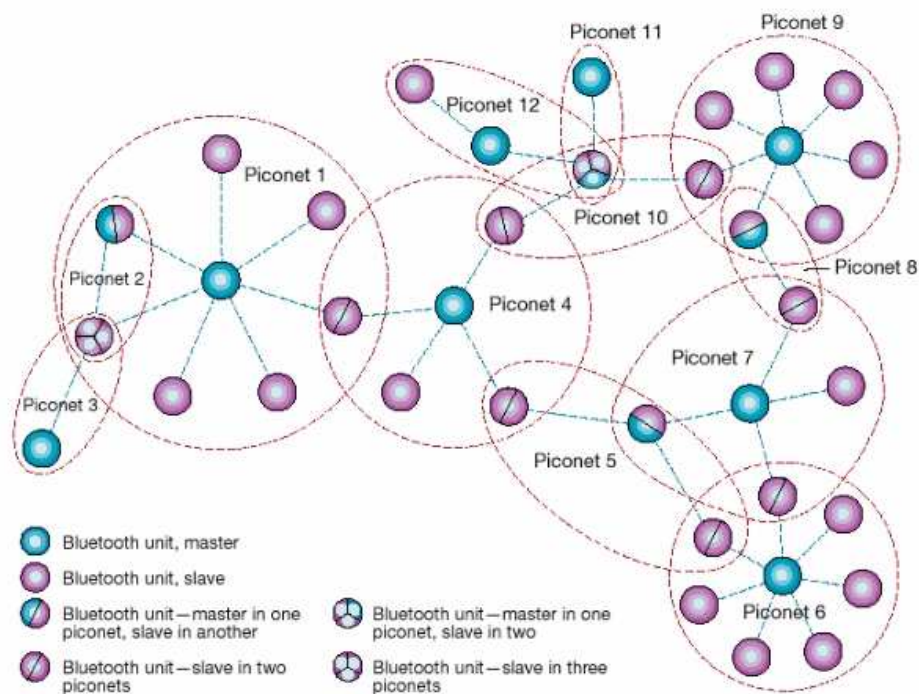 Piconet 9
Piconet 11
Piconet 12
Piconet 1
Piconet 10
Piconet 2
Piconet 8
Piconet 4
Piconet 7
Piconet 3
Piconet 5
Bluetooth unit, master
Bluetooth unit, slave
Bluetooth unit—master in one
piconet, slave in another
Bluetooth unit—slave in two
piconets
Bluetooth unit—master in one
piconet, slave in two
Bluetooth unit—slave in three
piconets
Piconet 6